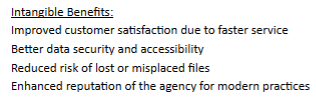 Intangible Benefits:
Improved customer satisfaction due to faster service
Better data security and accessibility
Reduced risk of lost or misplaced files
Enhanced reputation of the agency for modern practices